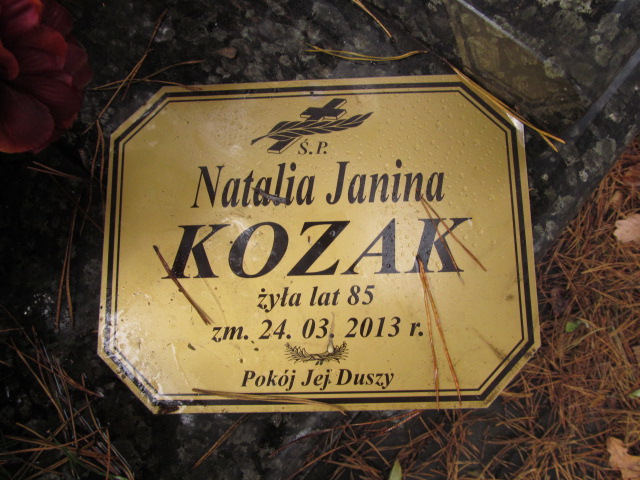 Ś.P.
Natalia Janina
KOZAK
żyła lat 85
zm. 24. 03. 2013 r.
Pokój Jej Duszy